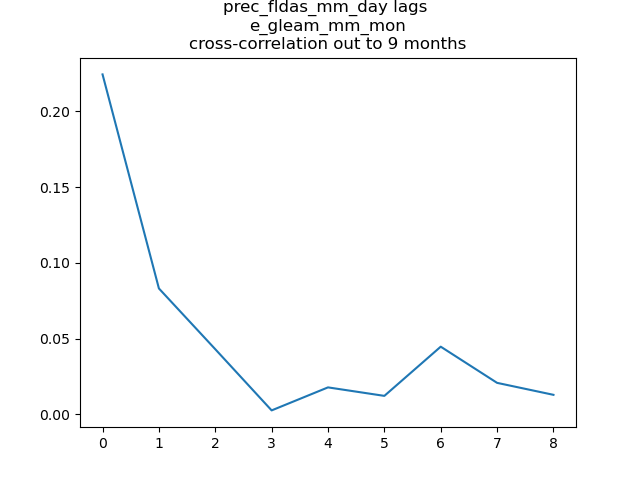 prec_fldas_mm_day lags
e_gleam_mm_mon
cross-correlation out to 9 months
0.20
0.15
0.10
0.05
0.00
0 1 2 3 4 5 6 7 8